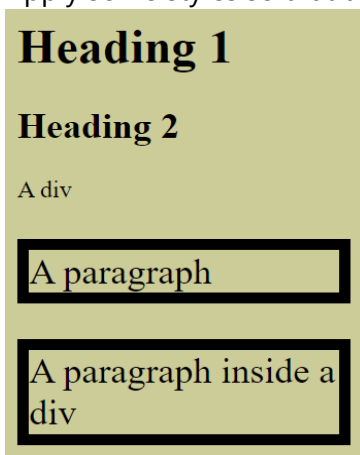 Heading 1
Heading 2
A div
A paragraph
A paragraph inside a
div